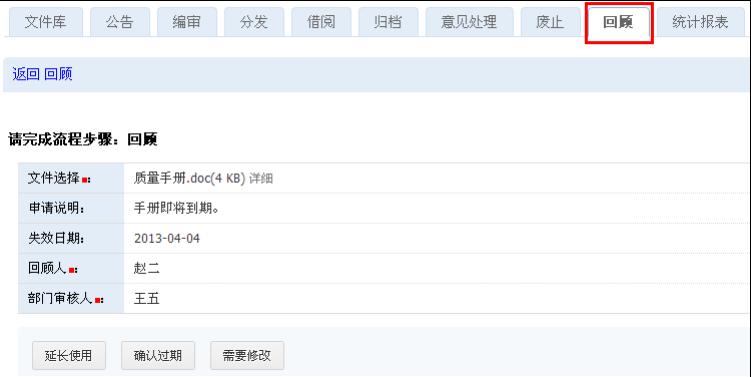 文件库 公告 编审 分发 借阅 归档 意见处理 废止 回顾 统计报表
返回 回顾
请完成流程步骤：回顾
文件选择 : 质量手册.doc(4 KB) 详细
申请说明: 手册即将到期。
失效日期: 2013-04-04
回顾人 : 赵二
部门审核人 : 王五
延长使用 确认过期 需要修改